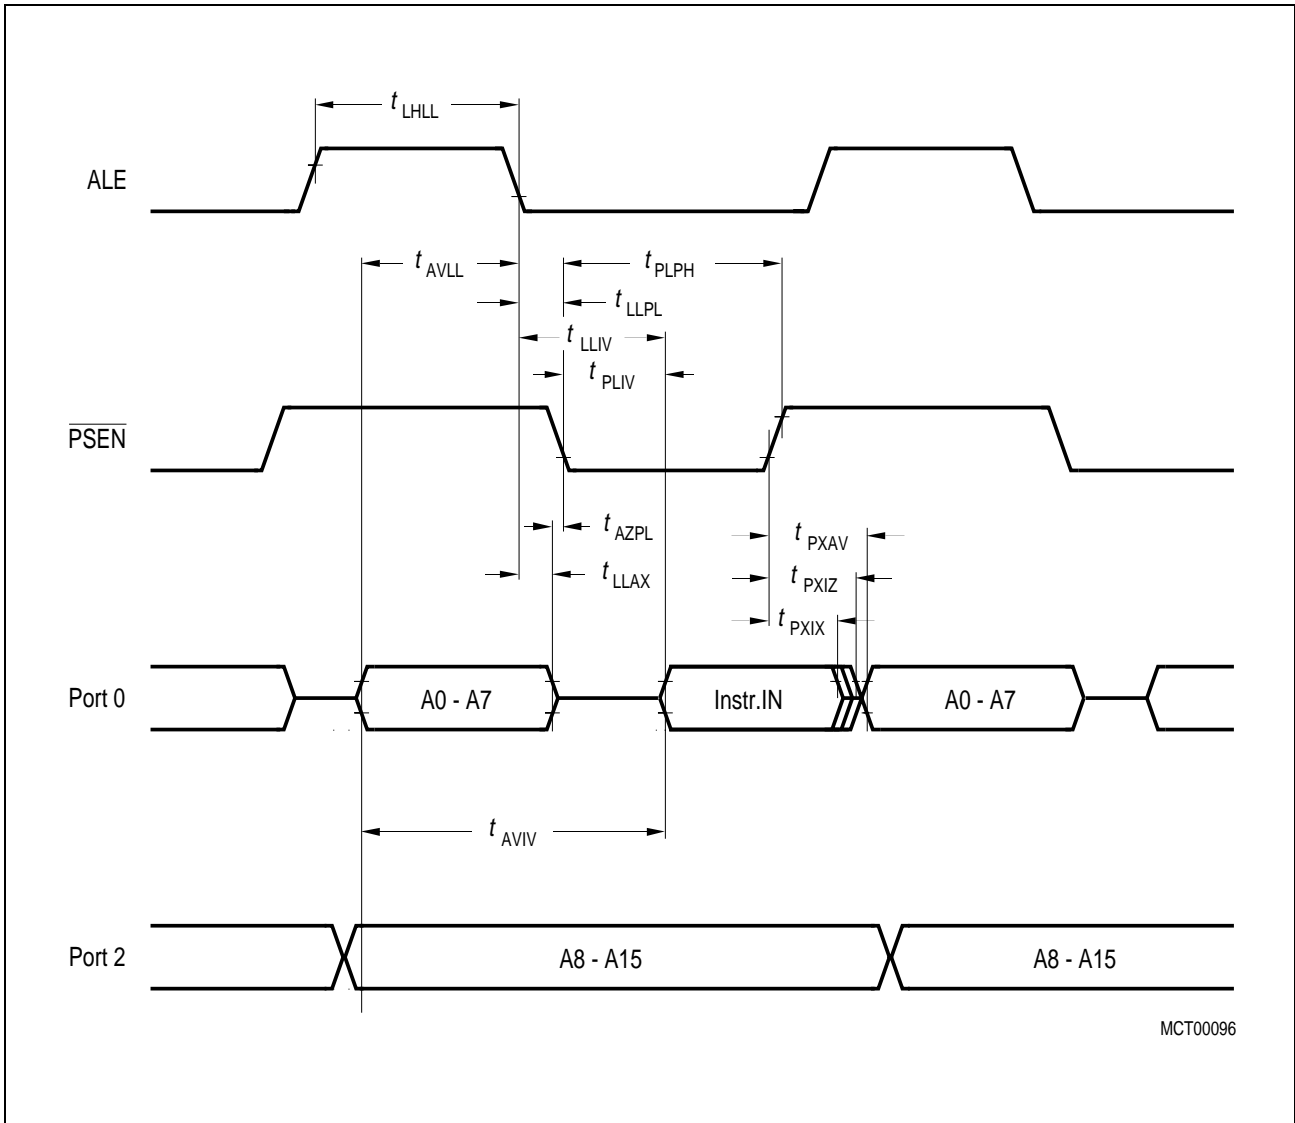 t LHLL
ALE
t AVLL
t PLPH
t LLPL
t LLIV
t PLIV
PSEN
t AZPL
t PXAV
t LLAX
t PXIZ
t PXIX
Port 0
A0 - A7
Instr.IN
A0 - A7
t AVIV
Port 2
A8 - A15
A8 - A15
MCT00096